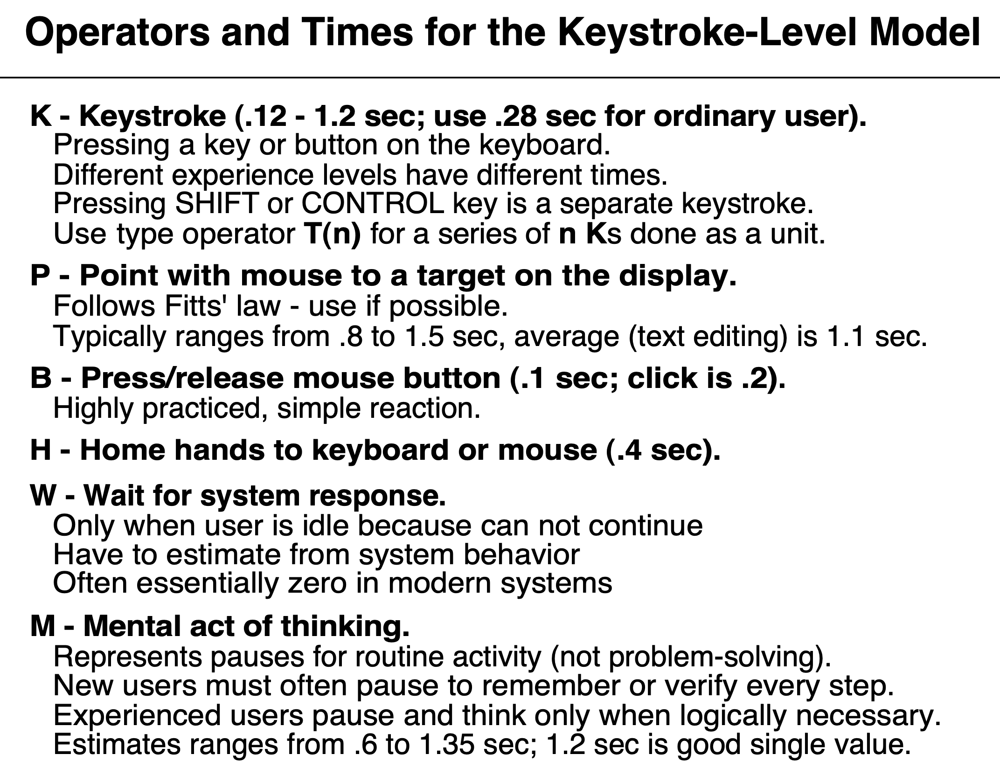 Operators and Times for the Keystroke-Level Model
K - Keystroke (.12 - 1.2 sec; use .28 sec for ordinary user).
Pressing a key or button on the keyboard.
Different experience levels have different times.
Pressing SHIFT or CONTROL key is a separate keystroke.
Use type operator T(n) for a series of n Ks done as a unit.
P - Point with mouse to a target on the display.
Follows Fitts' law - use if possible.
Typically ranges from .8 to 1.5 sec, average (text editing) is 1.1 sec.
B - Press/release mouse button (.1 sec; click is .2).
Highly practiced, simple reaction.
H - Home hands to keyboard or mouse (.4 sec).
W - Wait for system response.
Only when user is idle because can not continue
Have to estimate from system behavior
Often essentially zero in modern systems
M - Mental act of thinking.
Represents pauses for routine activity (not problem-solving).
New users must often pause to remember or verify every step.
Experienced users pause and think only when logically necessary.
Estimates ranges from .6 to 1.35 sec; 1.2 sec is good single value.